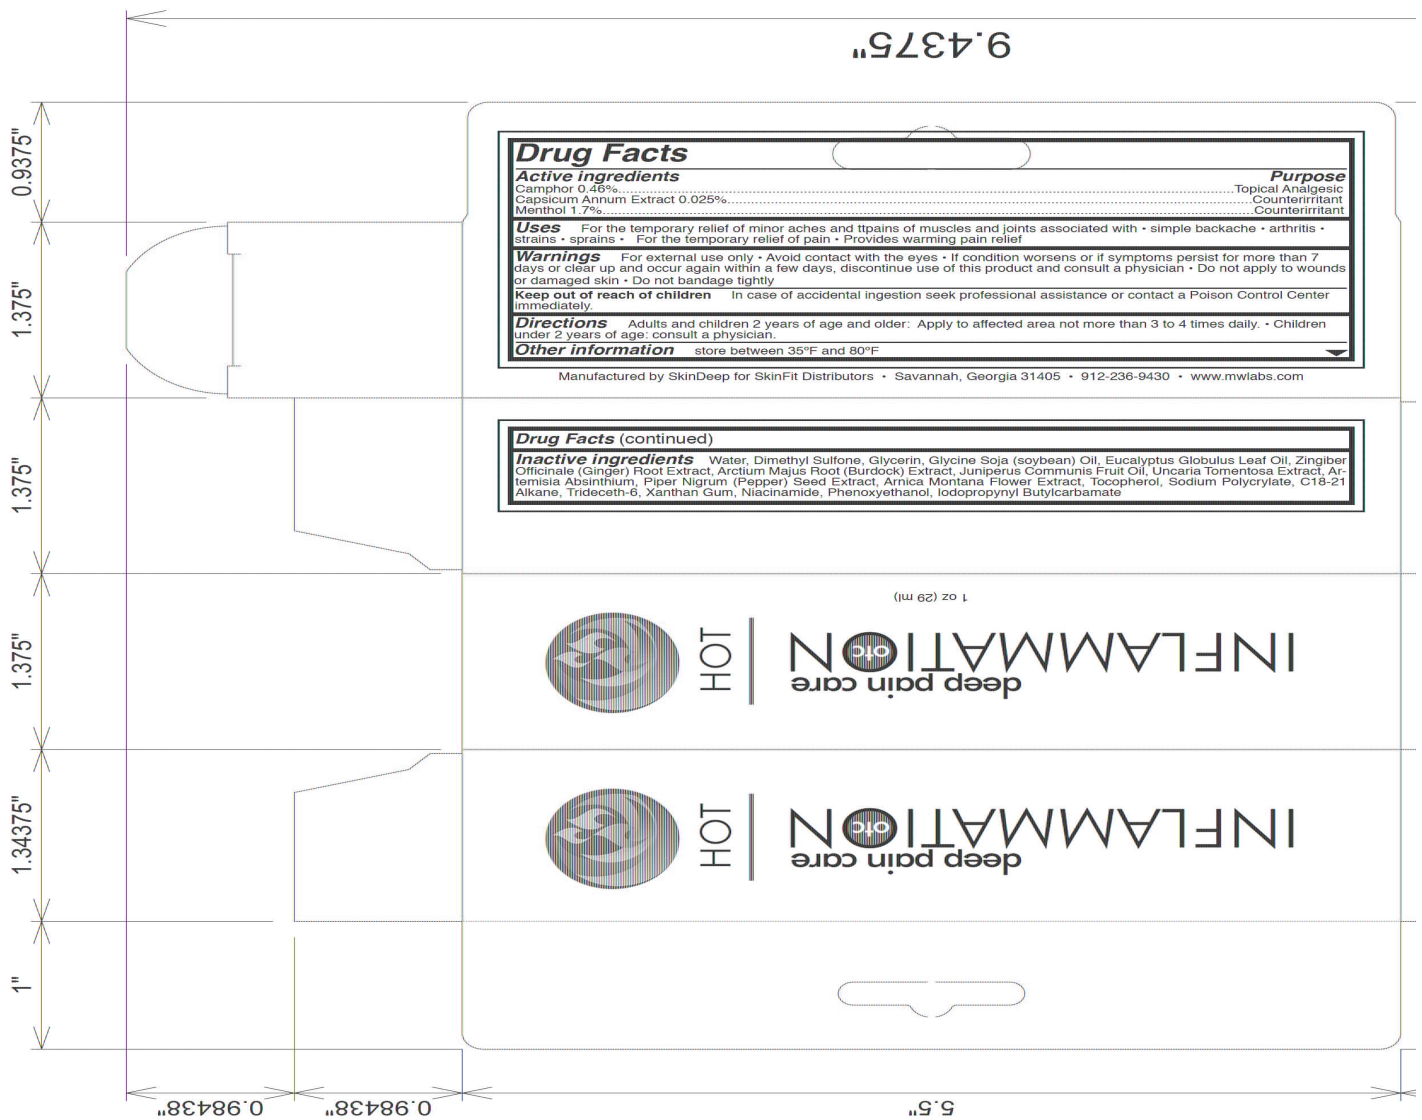 9.4375"
0.9375"
1.375"
1.375"
1.375"
1.34375"
1"
Drug Facts
Active ingredients Purpose
Camphor 0.46%..........Topical Analgesic
Capsicum Annum Extract 0.025%..........Counterirritant
Menthol 1.7%..........Counterirritant
Uses For the temporary relief of minor aches and ttpains of muscles and joints associated with • simple backache • arthritis •
strains • sprains • For the temporary relief of pain • Provides warming pain relief
Warnings For external use only • Avoid contact with the eyes • If condition worsens or if symptoms persist for more than 7
days or clear up and occur again within a few days, discontinue use of this product and consult a physician • Do not apply to wounds
or damaged skin • Do not bandage tightly
Keep out of reach of children In case of accidental ingestion seek professional assistance or contact a Poison Control Center
immediately.
Directions Adults and children 2 years of age and older: Apply to affected area not more than 3 to 4 times daily. • Children
under 2 years of age: consult a physician.
Other information store between 35ºF and 80ºF
Manufactured by SkinDeep for SkinFit Distributors • Savannah, Georgia 31405 • 912-236-9430 • www.mwlabs.com
Drug Facts (continued)
Inactive ingredients Water, Dimethyl Sulfone, Glycerin, Glycine Soja (soybean) Oil, Eucalyptus Globulus Leaf Oil, Zingiber
Officinale (Ginger) Root Extract, Arctium Majus Root (Burdock) Extract, Juniperus Communis Fruit Oil, Uncaria Tomentosa Extract, Ar-
temisia Absinthium, Piper Nigrum (Pepper) Seed Extract, Arnica Montana Flower Extract, Tocopherol, Sodium Polycrylate, C18-21
Alkane, Trideceth-6, Xanthan Gum, Niacinamide, Phenoxyethanol, Iodopropynyl Butylcarbamate
1 oz (29 ml)
deep pain care
INFLAMMATION
otc
HOT
deep pain care
INFLAMMATION
otc
HOT
0.98438"
0.98438"
5.5"